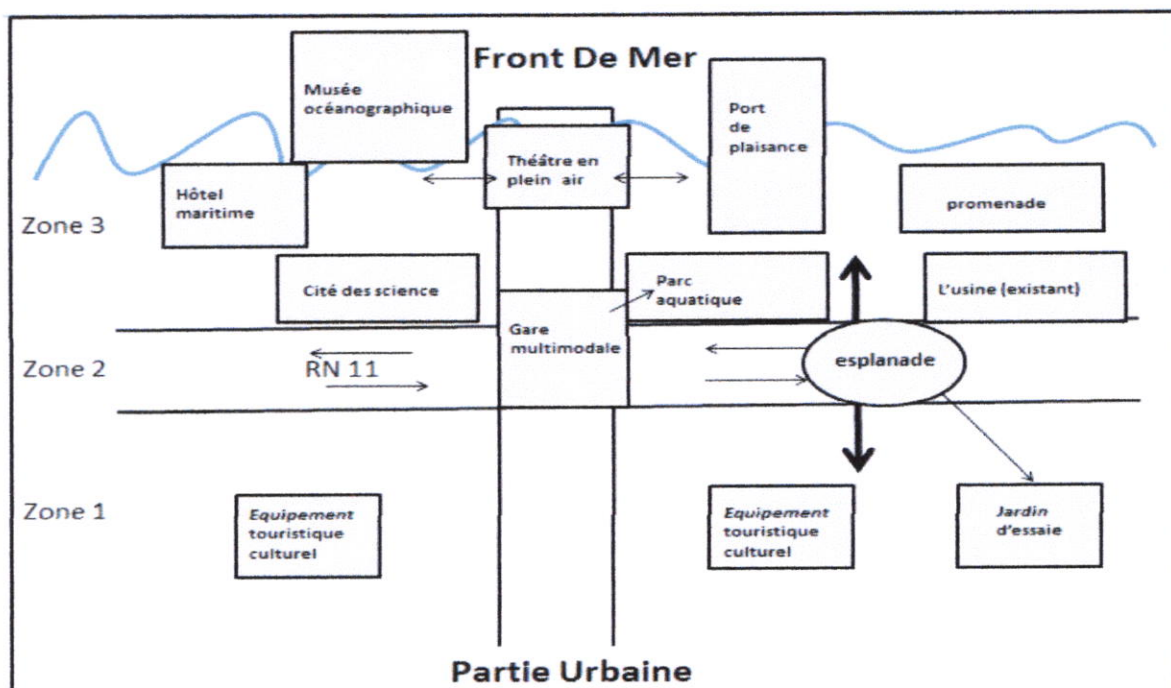 Front De Mer
Musée
océanographique
Port
de
plaisance
Théâtre en
plein air
Hôtel
maritime
promenade
Zone 3
Cité des science
Parc
aquatique
L'usine (existant)
Gare
multimodale
Zone 2
RN 11
esplanade
Zone 1
Equipement
touristique
culturel
Equipement
touristique
culturel
Jardin
d'essaie
Partie Urbaine